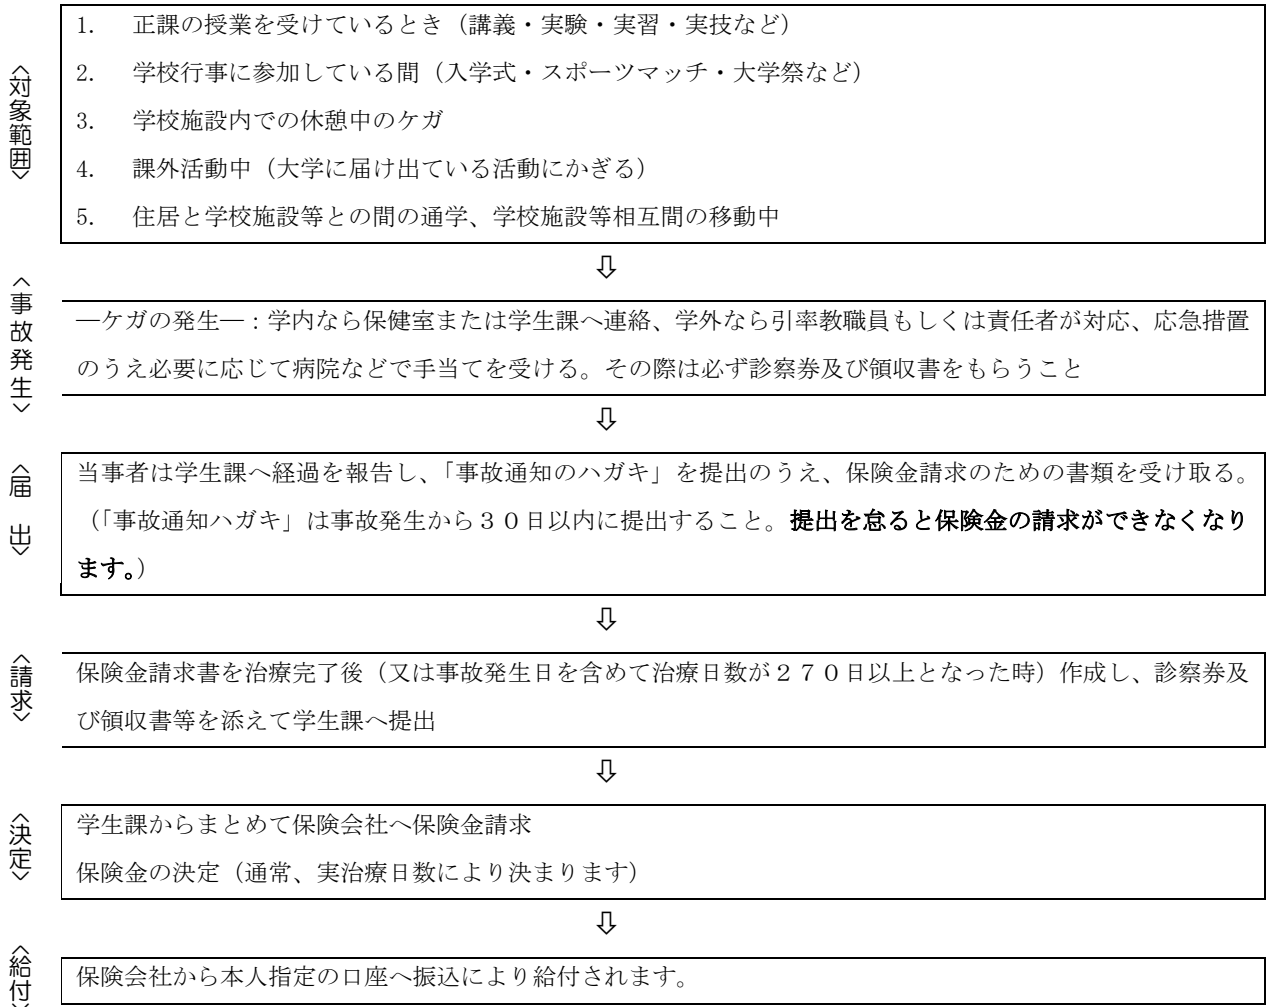 〈対象範囲〉
1. 正課の授業を受けているとき（講義・実験・実習・実技など）
2. 学校行事に参加している間（入学式・スポーツマッチ・大学祭など）
3. 学校施設内での休憩中のケガ
4. 課外活動中（大学に届け出ている活動にかぎる）
5. 住居と学校施設等との間の通学、学校施設等相互間の移動中
⇩
〈事故発生〉
―ケガの発生―：学内なら保健室または学生課へ連絡、学外なら引率教職員もしくは責任者が対応、応急措置
のうえ必要に応じて病院などで手当てを受ける。その際は必ず診察券及び領収書をもらうこと
⇩
〈届 出〉
当事者は学生課へ経過を報告し、「事故通知のハガキ」を提出のうえ、保険金請求のための書類を受け取る。
（「事故通知ハガキ」は事故発生から３０日以内に提出すること。提出を怠ると保険金の請求ができなくなり
ます。）
⇩
〈請求〉
保険金請求書を治療完了後（又は事故発生日を含めて治療日数が２７０日以上となった時）作成し、診察券及
び領収書等を添えて学生課へ提出
⇩
〈決定〉
学生課からまとめて保険会社へ保険金請求
保険金の決定（通常、実治療日数により決まります）
⇩
〈給付〉
保険会社から本人指定の口座へ振込により給付されます。